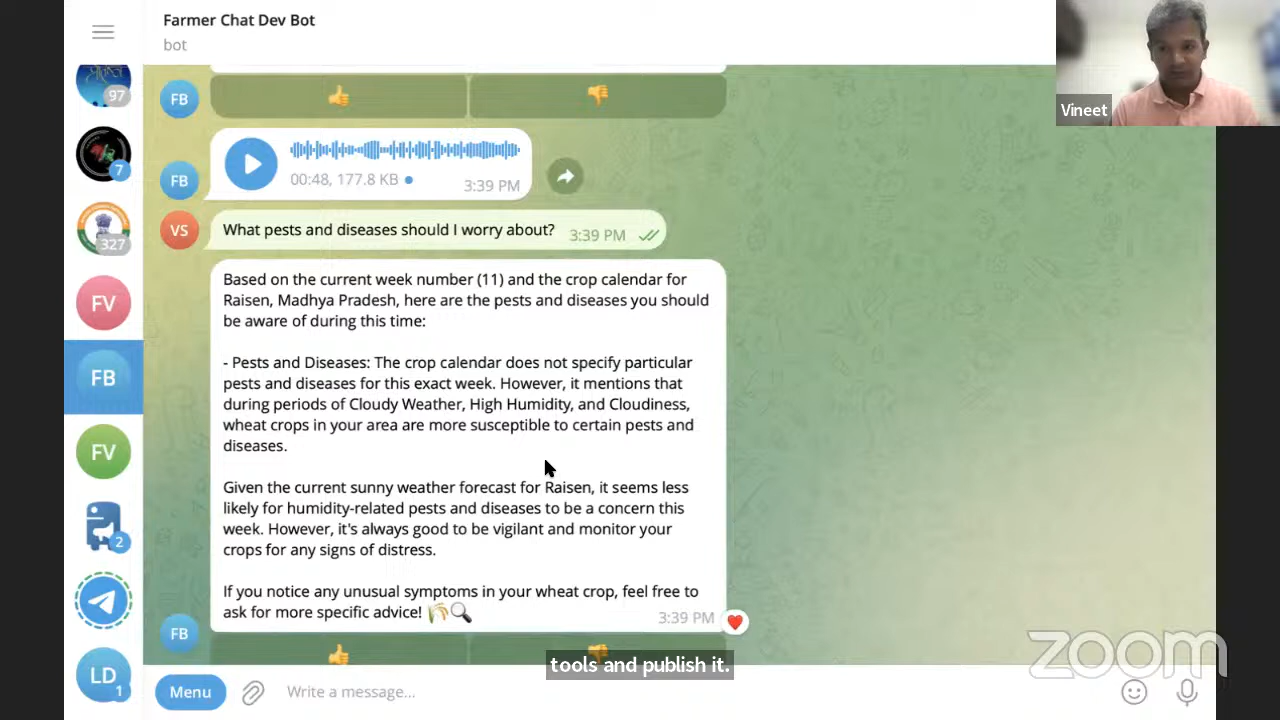 Farmer Chat Dev Bot
bot
Vineet
97
FB
7
FB
00:48, 177.8 KB
3:39 PM
327
VS
What pests and diseases should I worry about?
3:39 PM
FV
Based on the current week number (11) and the crop calendar for
Raisen, Madhya Pradesh, here are the pests and diseases you should
be aware of during this time:
FB
- Pests and Diseases: The crop calendar does not specify particular
pests and diseases for this exact week. However, it mentions that
during periods of Cloudy Weather, High Humidity, and Cloudiness,
wheat crops in your area are more susceptible to certain pests and
diseases.
FV
Given the current sunny weather forecast for Raisen, it seems less
likely for humidity-related pests and diseases to be a concern this
week. However, it's always good to be vigilant and monitor your
crops for any signs of distress.
2
If you notice any unusual symptoms in your wheat crop, feel free to
ask for more specific advice! 🌾🔍
3:39 PM
FB
LD
1
tools and publish it.
zoom
Menu
Write a message...